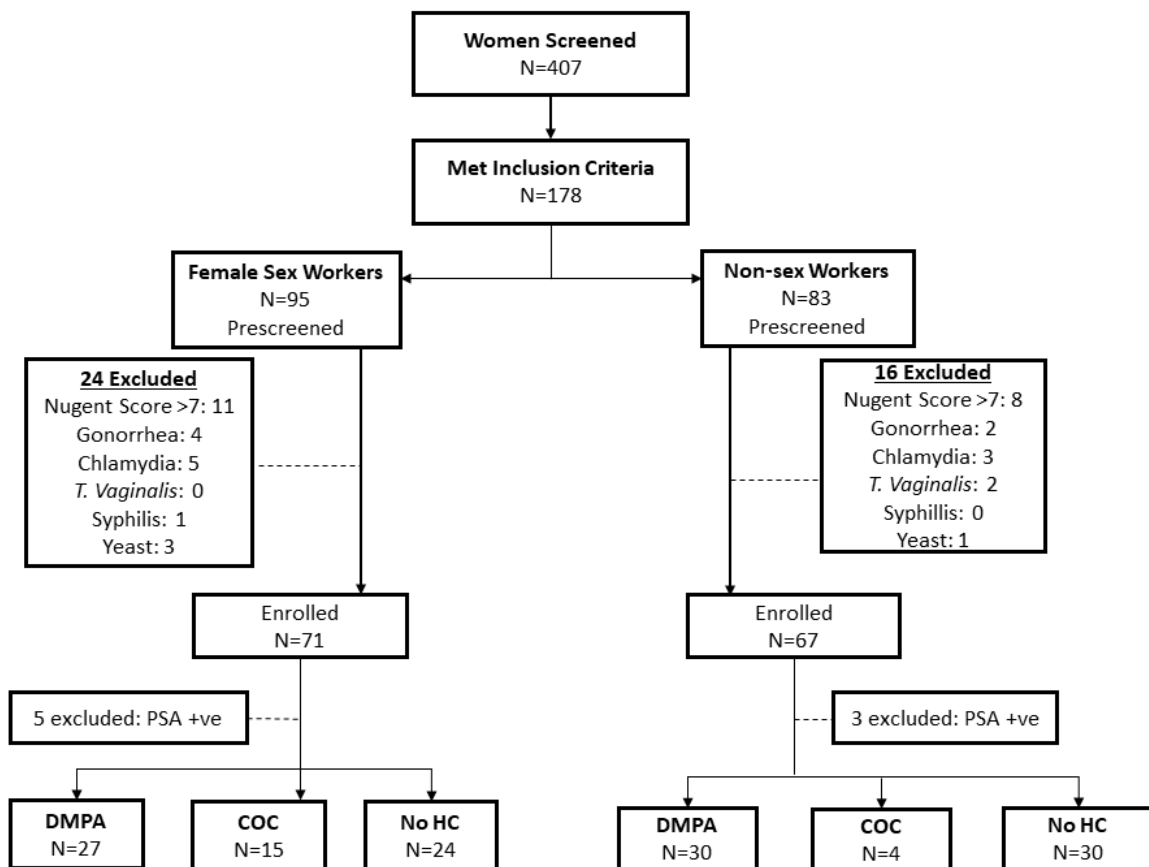 Women Screened
N=407
Met Inclusion Criteria
N=178
Female Sex Workers
N=95
Prescreened
Non-sex Workers
N=83
Prescreened
24 Excluded
Nugent Score >7: 11
Gonorrhea: 4
Chlamydia: 5
T. Vaginalis: 0
Syphilis: 1
Yeast: 3
16 Excluded
Nugent Score >7: 8
Gonorrhea: 2
Chlamydia: 3
T. Vaginalis: 2
Syphillis: 0
Yeast: 1
Enrolled
N=71
Enrolled
N=67
5 excluded: PSA +ve
3 excluded: PSA +ve
DMPA
N=27
COC
N=15
No HC
N=24
DMPA
N=30
COC
N=4
No HC
N=30